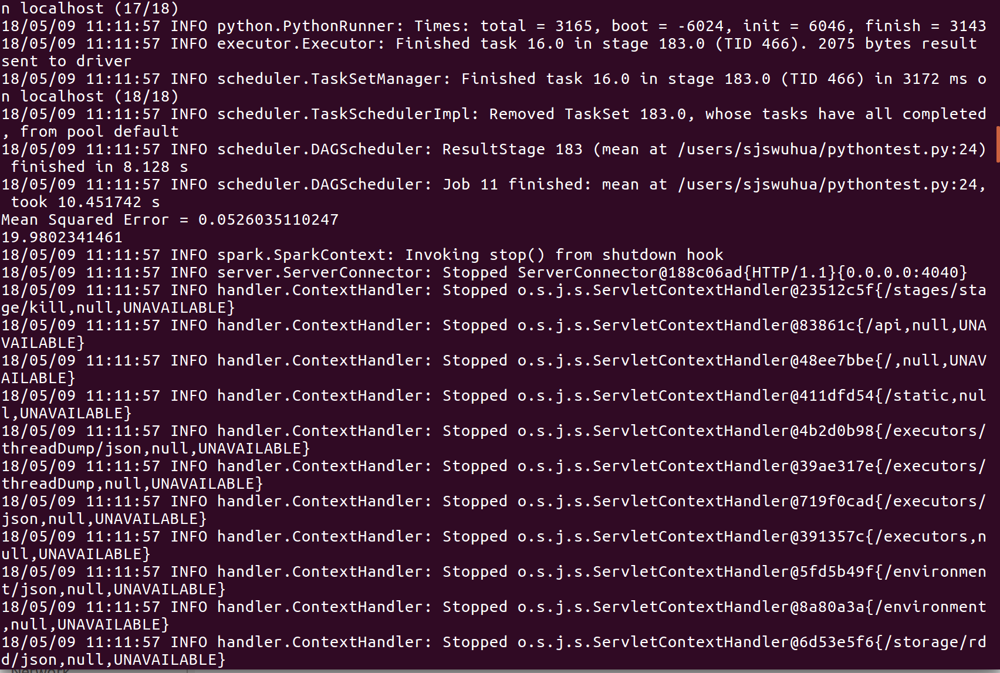 n localhost (17/18)
18/05/09 11:11:57 INFO python.PythonRunner: Times: total = 3165, boot = -6024, init = 6046, finish = 3143
18/05/09 11:11:57 INFO executor.Executor: Finished task 16.0 in stage 183.0 (TID 466). 2075 bytes result
sent to driver
18/05/09 11:11:57 INFO scheduler.TaskSetManager: Finished task 16.0 in stage 183.0 (TID 466) in 3172 ms o
n localhost (18/18)
18/05/09 11:11:57 INFO scheduler.TaskSchedulerImpl: Removed TaskSet 183.0, whose tasks have all completed
, from pool default
18/05/09 11:11:57 INFO scheduler.DAGScheduler: ResultStage 183 (mean at /users/sjswuhua/pythontest.py:24)
 finished in 8.128 s
18/05/09 11:11:57 INFO scheduler.DAGScheduler: Job 11 finished: mean at /users/sjswuhua/pythontest.py:24,
 took 10.451742 s
Mean Squared Error = 0.0526035110247
19.9802341461
18/05/09 11:11:57 INFO spark.SparkContext: Invoking stop() from shutdown hook
18/05/09 11:11:57 INFO server.ServerConnector: Stopped ServerConnector@188c06ad{HTTP/1.1}{0.0.0.0:4040}
18/05/09 11:11:57 INFO handler.ContextHandler: Stopped o.s.j.s.ServletContextHandler@23512c5f{/stages/sta
ge/kill,null,UNAVAILABLE}
18/05/09 11:11:57 INFO handler.ContextHandler: Stopped o.s.j.s.ServletContextHandler@83861c{/api,null,UNA
VAILABLE}
18/05/09 11:11:57 INFO handler.ContextHandler: Stopped o.s.j.s.ServletContextHandler@48ee7bbe{/,null,UNAV
AILABLE}
18/05/09 11:11:57 INFO handler.ContextHandler: Stopped o.s.j.s.ServletContextHandler@411dfd54{/static,nul
l,UNAVAILABLE}
18/05/09 11:11:57 INFO handler.ContextHandler: Stopped o.s.j.s.ServletContextHandler@4b2d0b98{/executors/
threadDump/json,null,UNAVAILABLE}
18/05/09 11:11:57 INFO handler.ContextHandler: Stopped o.s.j.s.ServletContextHandler@39ae317e{/executors/
threadDump,null,UNAVAILABLE}
18/05/09 11:11:57 INFO handler.ContextHandler: Stopped o.s.j.s.ServletContextHandler@719f0cad{/executors/
json,null,UNAVAILABLE}
18/05/09 11:11:57 INFO handler.ContextHandler: Stopped o.s.j.s.ServletContextHandler@391357c{/executors,n
ull,UNAVAILABLE}
18/05/09 11:11:57 INFO handler.ContextHandler: Stopped o.s.j.s.ServletContextHandler@5fd5b49f{/environmen
t/json,null,UNAVAILABLE}
18/05/09 11:11:57 INFO handler.ContextHandler: Stopped o.s.j.s.ServletContextHandler@8a80a3a{/environment
,null,UNAVAILABLE}
18/05/09 11:11:57 INFO handler.ContextHandler: Stopped o.s.j.s.ServletContextHandler@6d53e5f6{/storage/rd
d/json,null,UNAVAILABLE}